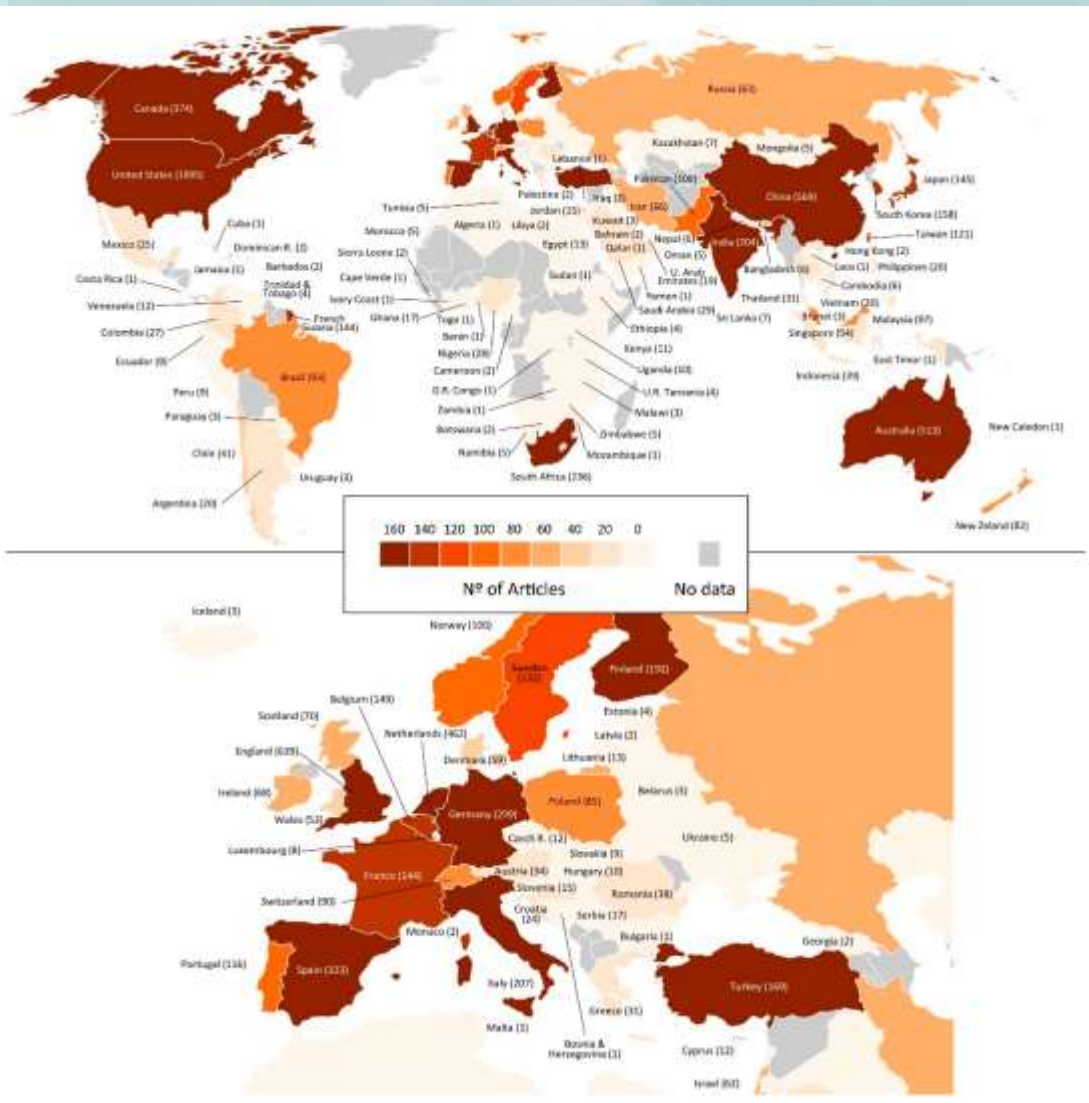 Canada (374)
Russia (63)
Kazakhstan (7)
Mongolia (5)
Lebanon
United States
Pakistan (100)
China (569)
Japan (145)
Palestine (2)
Iraq
Iran
Tunisia (5)
Jordan (15)
South Korea (158)
Cuba (1)
Morocco (5)
Algeria (1)
Libya (2)
Kuwait (3)
Taiwan (121)
Mexico (25)
Dominican R. (2)
Egypt (13)
Bahrain (2)
Nepal (6)
India (204)
Hong Kong (2)
Sierra Leone (2)
Qatar
Oman (5)
Jamaica (1)
Barbados (2)
Laos (1)
Philippines (20)
Costa Rica (1)
Cape Verde (1)
Sudan (1)
U. Arab
Emirates (19)
Bangladesh (6)
Cambodia (6)
Trinidad &
Tobago (4)
Ivory Coast (1)
Yemen (1)
Thailand (31)
Venezuela (12)
Ghana (17)
Saudi Arabia (29)
Vietnam (20)
French
Guiana (144)
Togo (1)
Sri Lanka (7)
Brunei (3)
Malaysia (97)
Colombia (27)
Benin (1)
Ethiopia (4)
Singapore (54)
Nigeria (28)
Kenya (11)
Ecuador (9)
Cameroon (2)
Uganda (10)
East Timor (1)
Brazil (93)
D.R. Congo (1)
Indonesia (39)
Peru (9)
U.R. Tanzania (4)
Zambia (1)
Malawi (3)
Paraguay (3)
Botswana (2)
Zimbabwe (5)
Australia (513)
New Caledon (1)
Chile (41)
Namibia (5)
Mozambique (1)
Uruguay (3)
South Africa (236)
Argentina (20)
New Zeland (82)
160 140 120 100 80 60 40 20 0
Nº of Articles
No data
Iceland (3)
Norway (100)
Sweden
Finland (192)
Belgium (149)
Scotland (70)
Estonia (4)
Netherlands (462)
Latvia (2)
England (639)
Denmark (59)
Lithuania (13)
Ireland (68)
Belarus (3)
Germany (299)
Poland (85)
Wales (53)
Czech R. (12)
Ukraine (5)
Luxembourg (8)
Slovakia (9)
France (144)
Austria (34)
Hungary (10)
Slovenia (15)
Romania (38)
Switzerland (90)
Croatia
(24)
Serbia (17)
Monaco (2)
Bulgaria (1)
Georgia (2)
Portugal (116)
Spain (323)
Italy (207)
Turkey (169)
Greece (31)
Malta (1)
Bosnia &
Herzegovina (1)
Cyprus (12)
Israel (62)